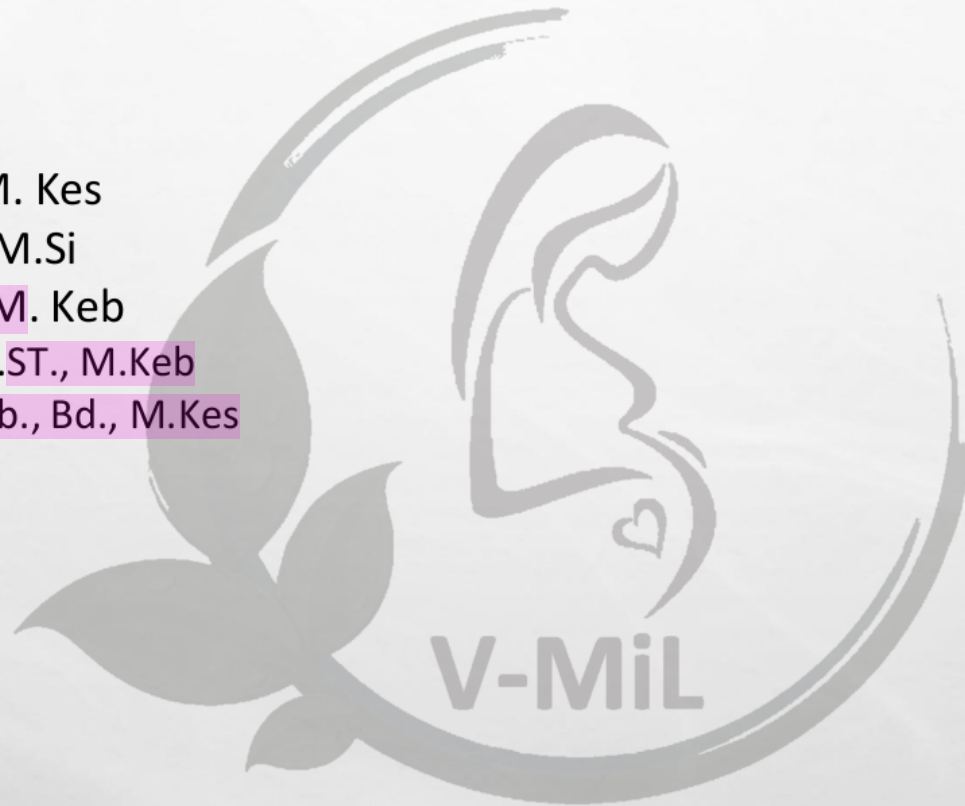 M. Kes
M.Si
M. Keb
.ST., M.Keb
b., Bd., M.Kes
V-MiL